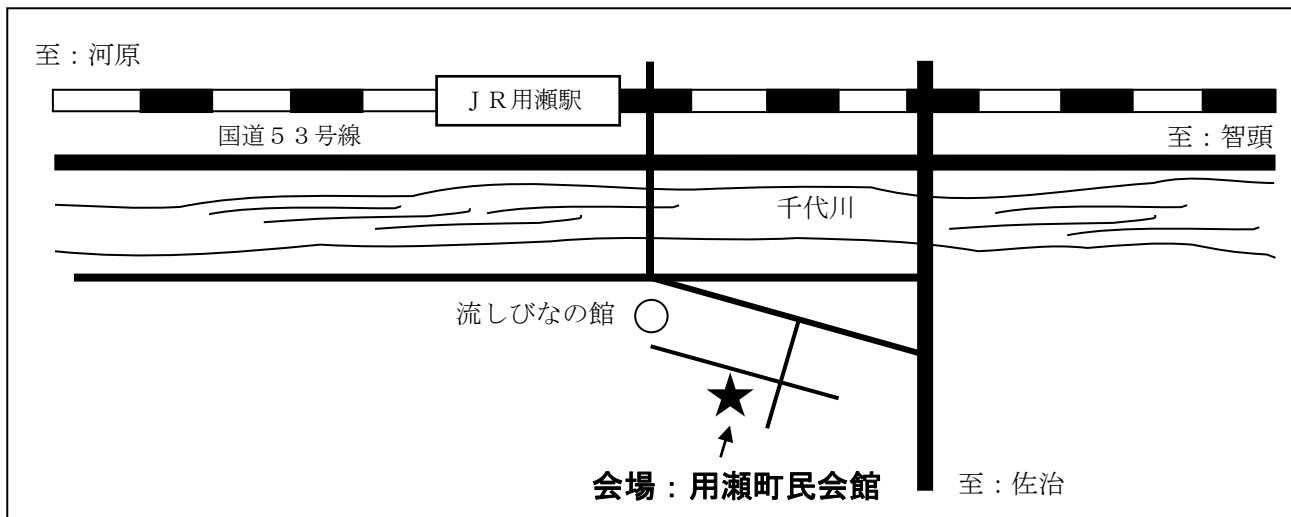 至：河原
ＪＲ用瀬駅
国道５３号線
至：智頭
千代川
流しびなの館
会場：用瀬町民会館
至：佐治